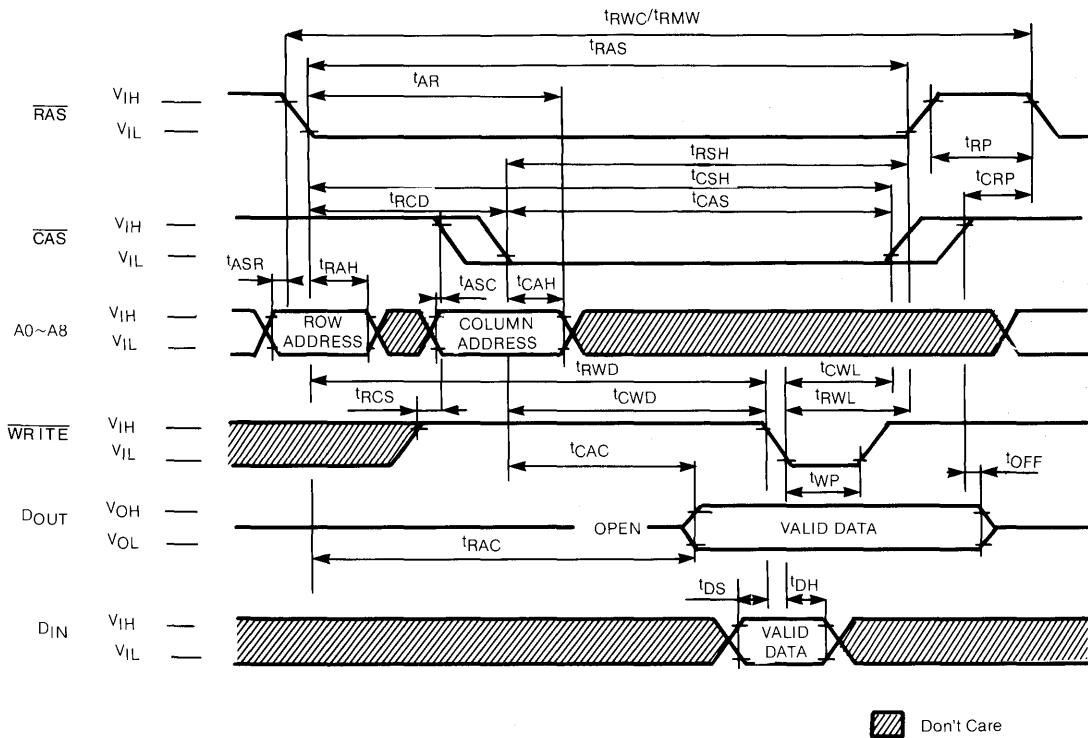 tRWC/tRMW
tRAS
tAR
RAS VIH
VIL
tRP
tRSH
tCSH
tCRP
tRCD
tCAS
CAS VIH
VIL
tASR
tRAH
tASC
tCAH
A0~A8 VIH
VIL
ROW
ADDRESS
COLUMN
ADDRESS
tRWD
tCWL
tRCS
tCWD
tRWL
WRITE VIH
VIL
tCAC
tWP
tOFF
DOUT VOH
VOL
OPEN
VALID DATA
tRAC
tDS
tDH
DIN VIH
VIL
VALID
DATA
Don't Care